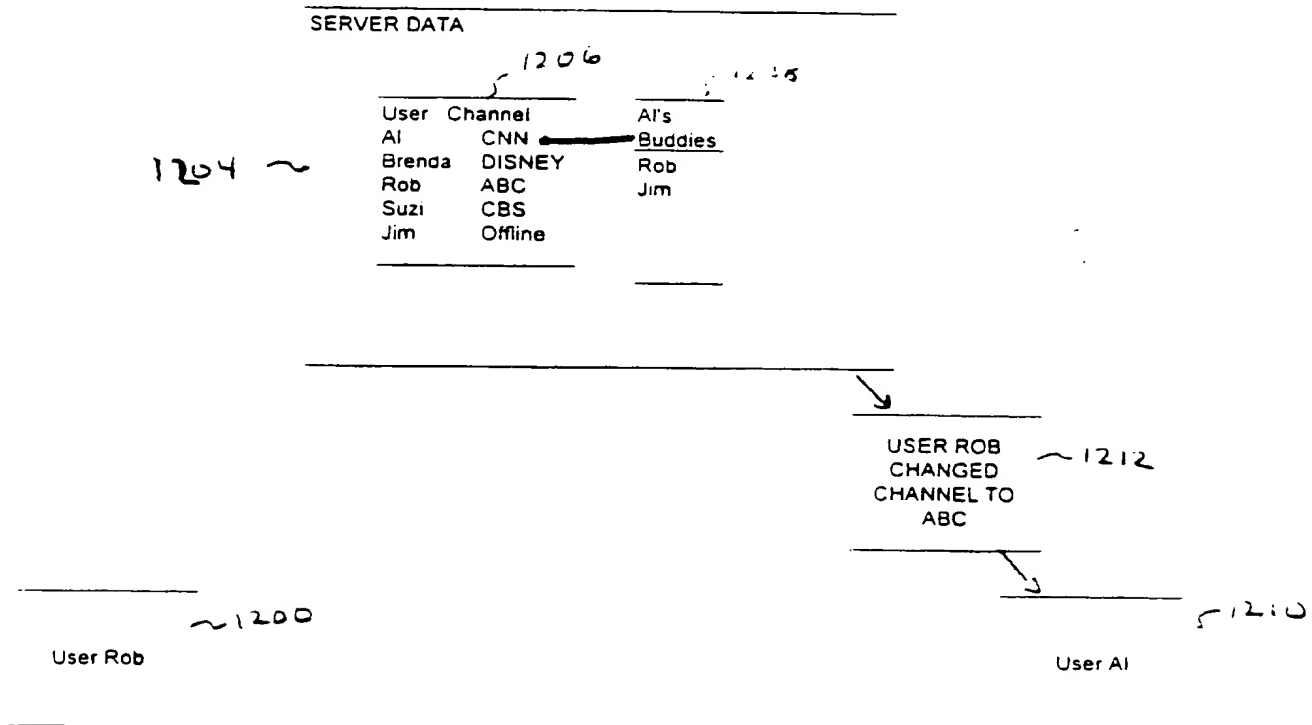 SERVER DATA
1206
User Channel
Al's
Al CNN
Buddies
1204
Brenda DISNEY
Rob
Rob ABC
Jim
Suzi CBS
Jim Offline
USER ROB
CHANGED
CHANNEL TO
ABC
1212
1200
1210
User Rob
User Al